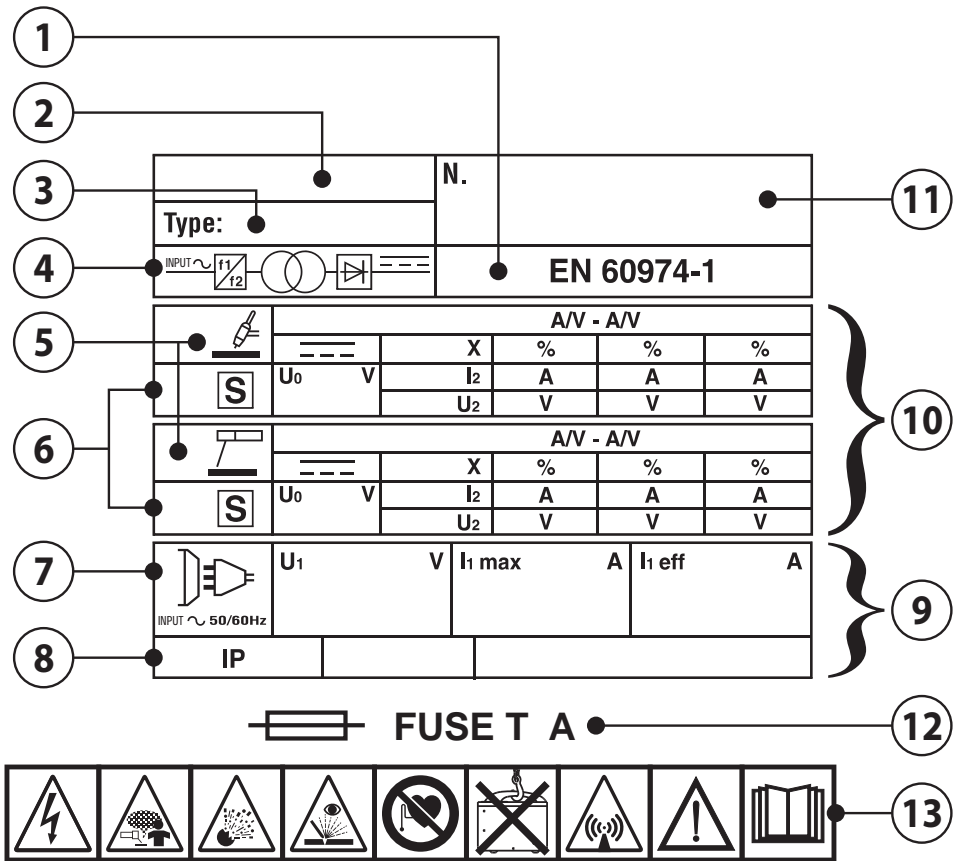 1
2
N.
3
11
Type:
4
INPUT ~ f1 f2
EN 60974-1
5
A/V - A/V
X % % %
S U0 V I2 A A A
U2 V V V
6
10
A/V - A/V
X % % %
S U0 V I2 A A A
U2 V V V
7
U1 V I1 max A I1 eff A
INPUT ~ 50/60Hz
9
8
IP
FUSE T A
12
13